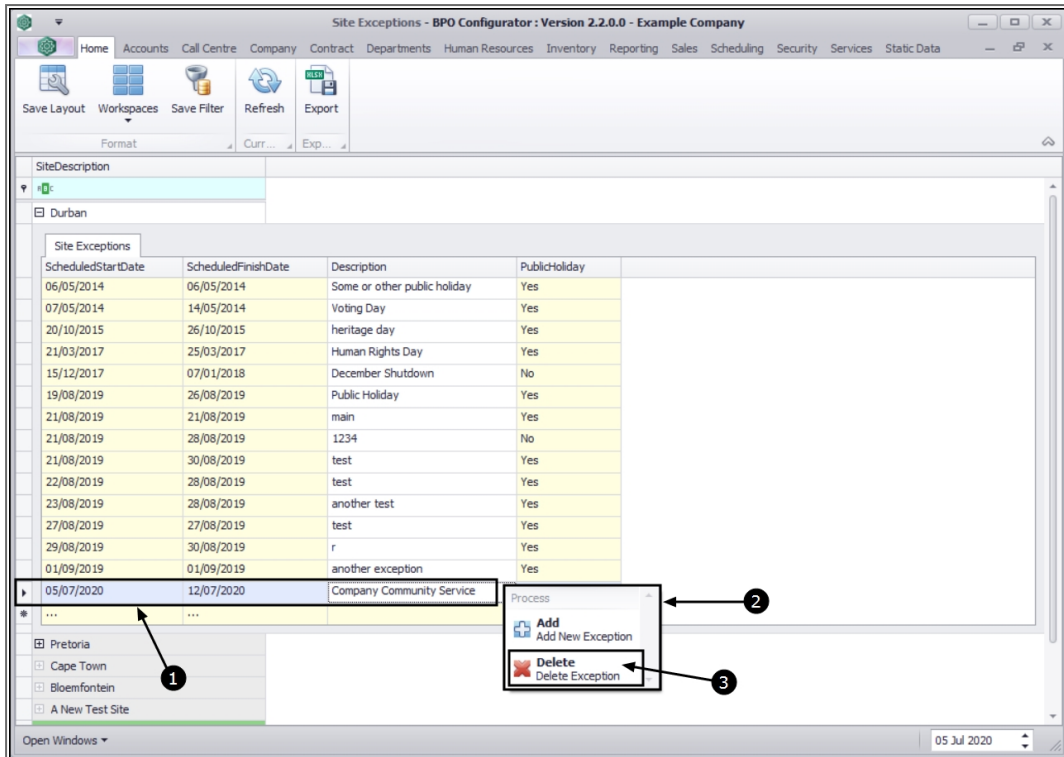 Site Exceptions - BPO Configurator : Version 2.2.0.0 - Example Company
Home Accounts Call Centre Company Contract Departments Human Resources Inventory Reporting Sales Scheduling Security Services Static Data
Save Layout Workspaces Save Filter Refresh Export
Format Curr... Exp...
SiteDescription
Durban
Site Exceptions
ScheduledStartDate ScheduledFinishDate Description PublicHoliday
06/05/2014 06/05/2014 Some or other public holiday Yes
07/05/2014 14/05/2014 Voting Day Yes
20/10/2015 26/10/2015 heritage day Yes
21/03/2017 25/03/2017 Human Rights Day Yes
15/12/2017 07/01/2018 December Shutdown No
19/08/2019 26/08/2019 Public Holiday Yes
21/08/2019 21/08/2019 main Yes
21/08/2019 28/08/2019 1234 No
21/08/2019 30/08/2019 test Yes
22/08/2019 28/08/2019 test Yes
23/08/2019 28/08/2019 another test Yes
27/08/2019 27/08/2019 test Yes
29/08/2019 30/08/2019 r Yes
01/09/2019 01/09/2019 another exception Yes
05/07/2020 12/07/2020 Company Community Service
... ...
Process
2
Add
Add New Exception
Delete
Delete Exception
1
3
Pretoria
Cape Town
Bloemfontein
A New Test Site
Open Windows 05 Jul 2020